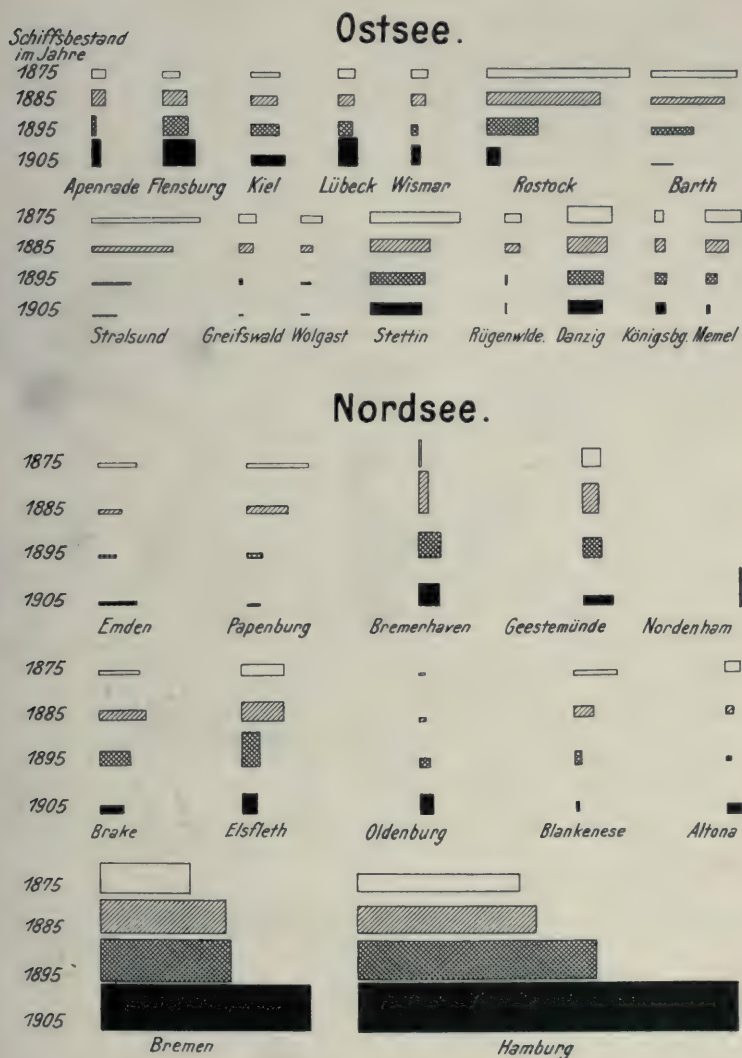 Ostsee.
Schiffsbestand
im Jahre
1875
1885
1895
1905
Apenrade Flensburg Kiel Lübeck Wismar Rostock Barth
1875
1885
1895
1905
Stralsund Greifswald Wolgast Stettin Rügenwlde. Danzig Königsbg. Memel
Nordsee.
1875
1885
1895
1905
Emden Papenburg Bremerhaven Geestemünde Nordenham
1875
1885
1895
1905
Brake Elsfleth Oldenburg Blankenese Altona
1875
1885
1895
1905
Bremen Hamburg